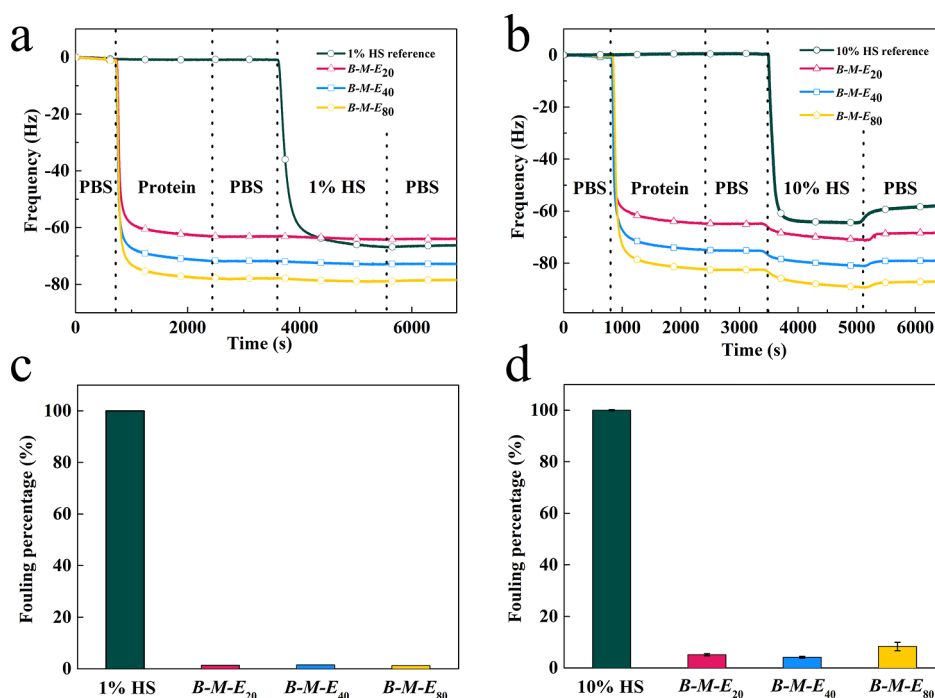 a
1% HS reference
B-M-E20
B-M-E40
B-M-E80
0
-20
-40
-60
-80
Frequency (Hz)
PBS
Protein
PBS
1% HS
PBS
0
2000
4000
6000
Time (s)
b
10% HS reference
B-M-E20
B-M-E40
B-M-E80
0
-20
-40
-60
-80
Frequency (Hz)
PBS
Protein
PBS
10% HS
PBS
0
1000
2000
3000
4000
5000
6000
Time (s)
c
100
80
60
40
20
0
Fouling percentage (%)
1% HS
B-M-E20
B-M-E40
B-M-E80
d
100
80
60
40
20
0
Fouling percentage (%)
10% HS
B-M-E20
B-M-E40
B-M-E80